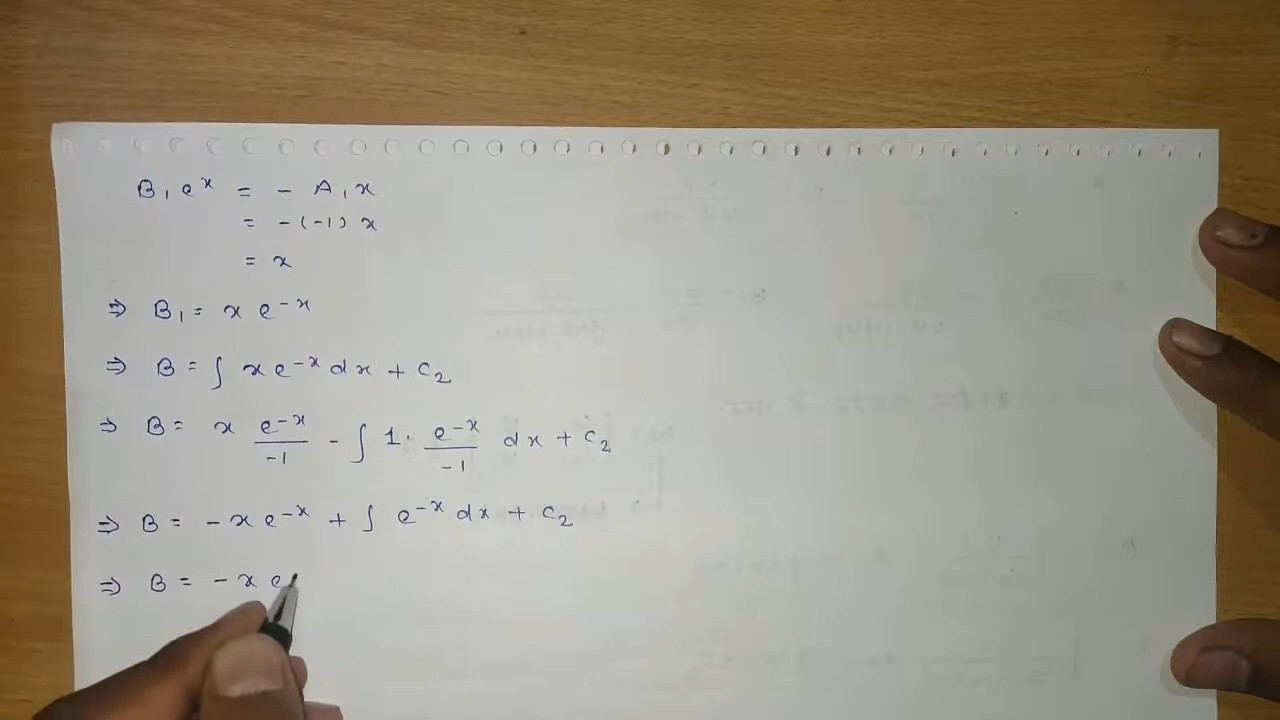 B₁ eˣ = - A₁ x
= -(-1) x
= x
⇒ B₁ = x e⁻ˣ
⇒ B = ∫ x e⁻ˣ dx + C₂
⇒ B = x e⁻ˣ/-1 - ∫ 1. e⁻ˣ/-1 dx + C₂
⇒ B = - x e⁻ˣ + ∫ e⁻ˣ dx + C₂
⇒ B = - x e